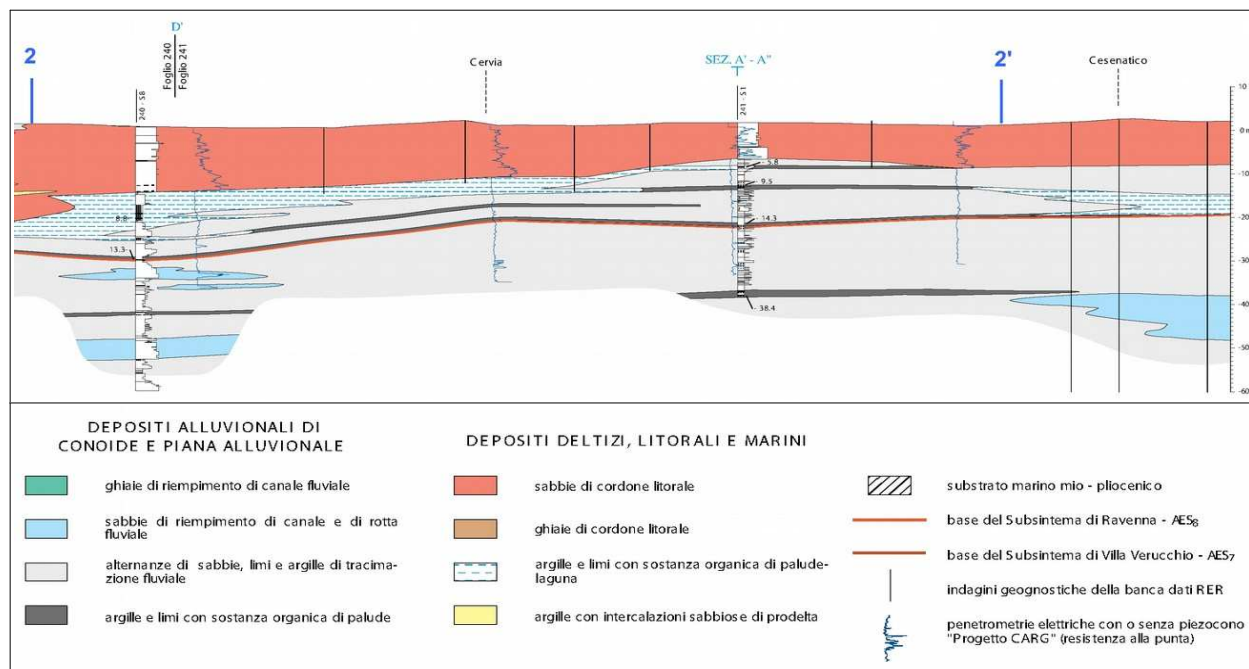 D'
2
Foglio 240
Foglio 241
Cervia
SEZ. A' - A"
2'
Cesenatico
240 - S8
241 - S1
10
0 m
-10
-20
-30
-40
-50
-60
5.8
9.5
14.3
38.4
8.8
13.3
DEPOSITI ALLUVIONALI DI
CONOIDE E PIANA ALLUVIONALE
ghiaie di riempimento di canale fluviale
sabbie di riempimento di canale e di rotta
fluviale
alternanze di sabbie, limi e argille di tracima-
zione fluviale
argille e limi con sostanza organica di palude
DEPOSITI DELTIZI, LITORALI E MARINI
sabbie di cordone litorale
ghiaie di cordone litorale
argille e limi con sostanza organica di palude-
laguna
argille con intercalazioni sabbiose di prodelta
substrato marino mio - pliocenico
base del Subsintema di Ravenna - AES8
base del Subsintema di Villa Verucchio - AES7
indagini geognostiche della banca dati RER
penetrometrie elettriche con o senza piezocono
"Progetto CARG" (resistenza alla punta)